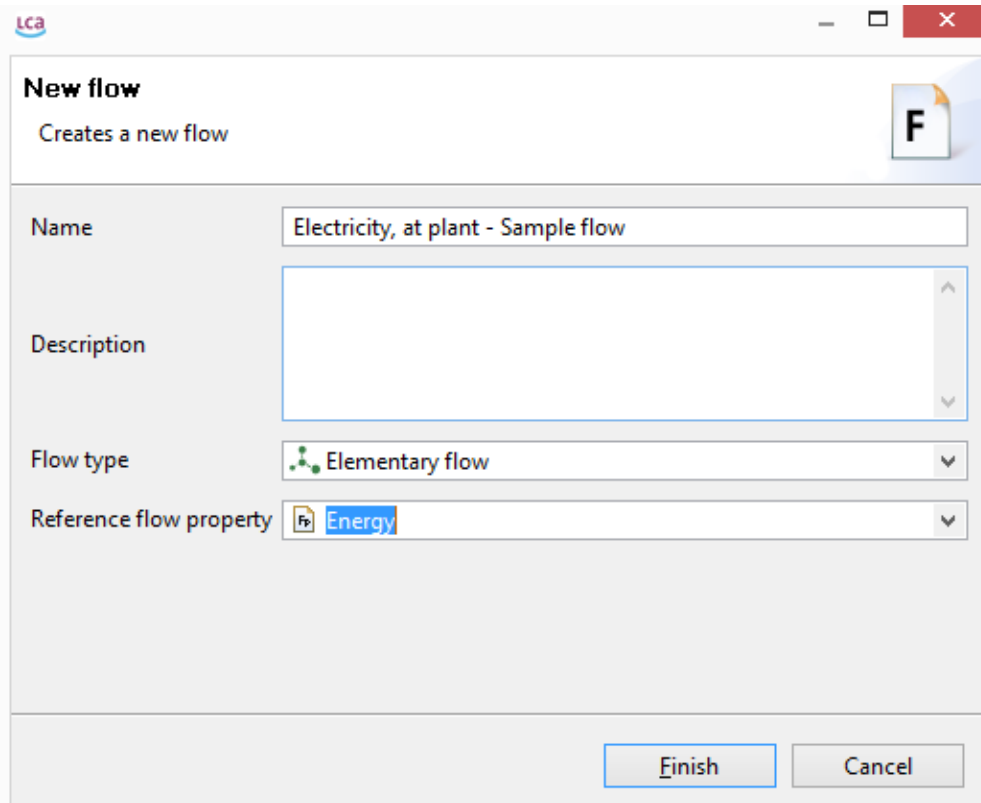 LCa
New flow
Creates a new flow
F
Name
Electricity, at plant - Sample flow
Description
Flow type
Elementary flow
Reference flow property
FP Energy
Finish
Cancel